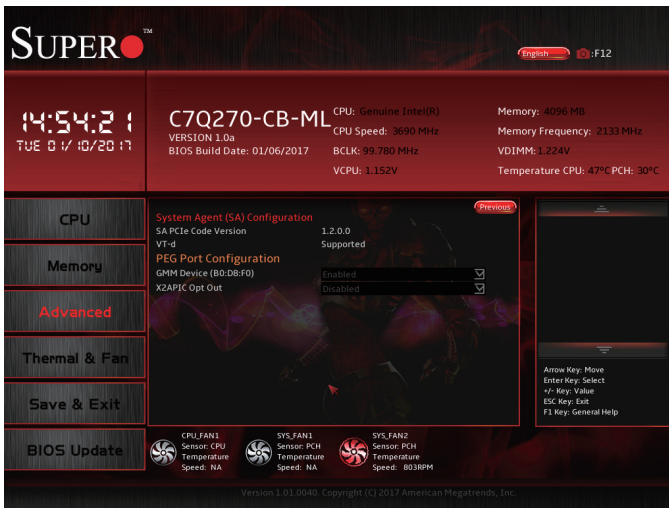 SUPER TM
English :F12
14:54:21
TUE 01/10/2017
C7Q270-CB-ML
VERSION 1.0a
BIOS Build Date: 01/06/2017
CPU: Genuine Intel(R)
CPU Speed: 3690 MHz
BCLK: 99.780 MHz
VCPU: 1.152V
Memory: 4096 MB
Memory Frequency: 2133 MHz
VDIMM: 1.224V
Temperature CPU: 47°C PCH: 30°C
CPU
Memory
Advanced
Thermal & Fan
Save & Exit
BIOS Update
Previous
System Agent (SA) Configuration
SA PCIe Code Version 1.2.0.0
VT-d Supported
PEG Port Configuration
GMM Device (B0:D8:F0) Enabled
X2APIC Opt Out Disabled
Arrow Key: Move
Enter Key: Select
+/- Key: Value
ESC Key: Exit
F1 Key: General Help
CPU_FAN1
Sensor: CPU
Temperature
Speed: NA
SYS_FAN1
Sensor: PCH
Temperature
Speed: NA
SYS_FAN2
Sensor: PCH
Temperature
Speed: 803RPM
Version 1.01.0040. Copyright (C) 2017 American Megatrends, Inc.